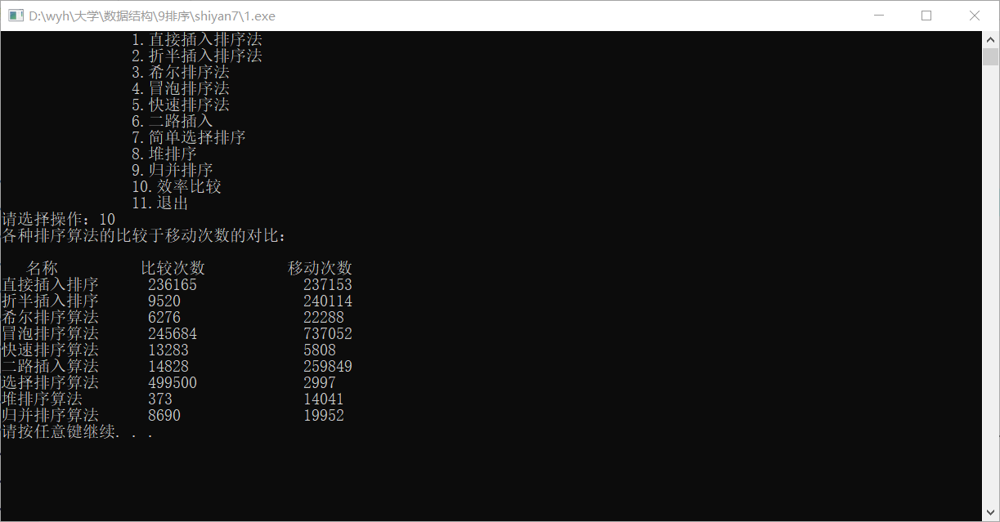 D:\wyh\大学\数据结构\9排序\shiyan7\1.exe
1.直接插入排序法
2.折半插入排序法
3.希尔排序法
4.冒泡排序法
5.快速排序法
6.二路插入
7.简单选择排序
8.堆排序
9.归并排序
10.效率比较
11.退出
请选择操作：10
各种排序算法的比较于移动次数的对比：
名称 比较次数 移动次数
直接插入排序 236165 237153
折半插入排序 9520 240114
希尔排序算法 6276 22288
冒泡排序算法 245684 737052
快速排序算法 13283 5808
二路插入算法 14828 259849
选择排序算法 499500 2997
堆排序算法 373 14041
归并排序算法 8690 19952
请按任意键继续. . .